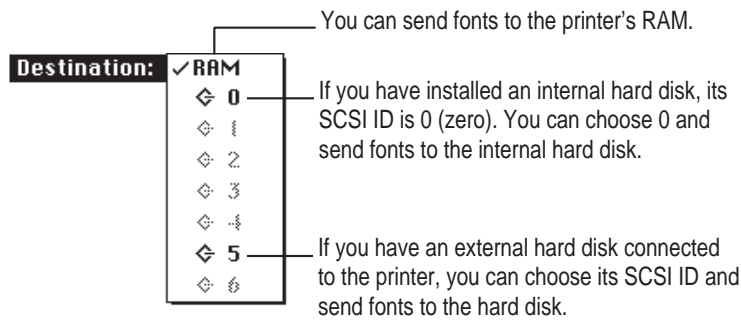 You can send fonts to the printer’s RAM.
Destination: ✓RAM
0
If you have installed an internal hard disk, its
SCSI ID is 0 (zero). You can choose 0 and
send fonts to the internal hard disk.
1
2
3
4
5
If you have an external hard disk connected
to the printer, you can choose its SCSI ID and
send fonts to the hard disk.
6